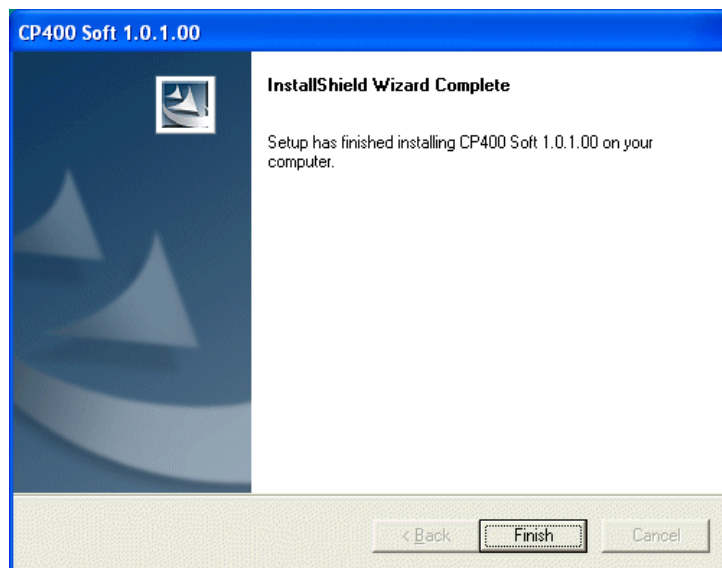 CP400 Soft 1.0.1.00
InstallShield Wizard Complete
Setup has finished installing CP400 Soft 1.0.1.00 on your
computer.
< Back
Finish
Cancel